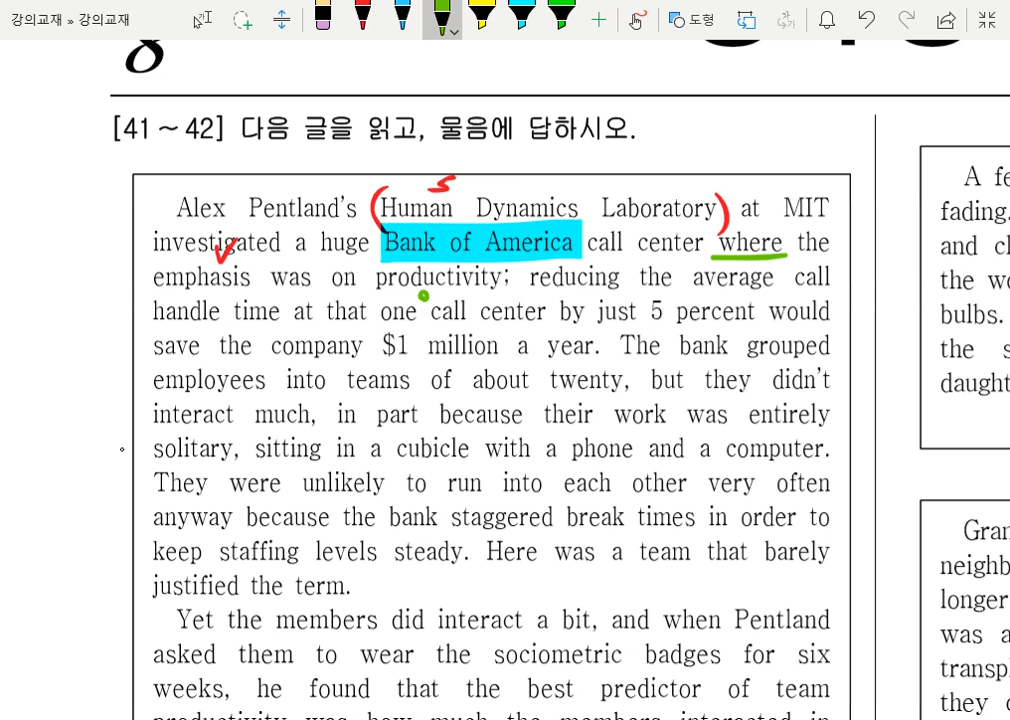 강의교재 » 강의교재
도형
[41~42] 다음 글을 읽고, 물음에 답하시오.
s
Alex Pentland's (Human Dynamics Laboratory) at MIT
investigated a huge Bank of America call center where the
emphasis was on productivity; reducing the average call
handle time at that one call center by just 5 percent would
save the company $1 million a year. The bank grouped
employees into teams of about twenty, but they didn't
interact much, in part because their work was entirely
solitary, sitting in a cubicle with a phone and a computer.
They were unlikely to run into each other very often
anyway because the bank staggered break times in order to
keep staffing levels steady. Here was a team that barely
justified the term.
Yet the members did interact a bit, and when Pentland
asked them to wear the sociometric badges for six
weeks, he found that the best predictor of team
productivity was how much the members interacted in
A fe
fading.
and cl
the wo
bulbs.
the s
daught
Gran
neighb
longer
was a
transpl
they c